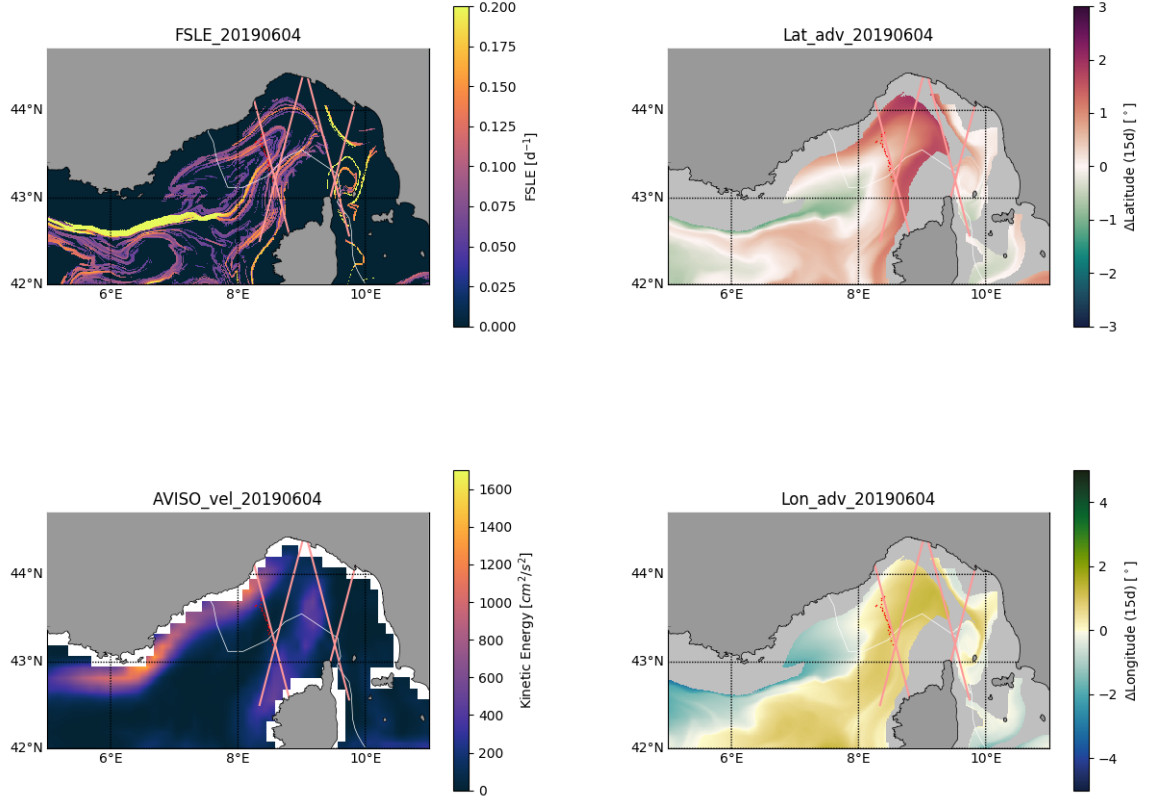 FSLE_20190604
44°N
43°N
42°N
6°E
8°E
10°E
0.200
0.175
0.150
0.125
0.100
0.075
0.050
0.025
0.000
FSLE [d⁻¹]
Lat_adv_20190604
44°N
43°N
42°N
6°E
8°E
10°E
3
2
1
0
−1
−2
−3
ΔLatitude (15d) [°]
AVISO_vel_20190604
44°N
43°N
42°N
6°E
8°E
10°E
1600
1400
1200
1000
800
600
400
200
0
Kinetic Energy [cm²/s²]
Lon_adv_20190604
44°N
43°N
42°N
6°E
8°E
10°E
4
2
0
−2
−4
ΔLongitude (15d) [°]